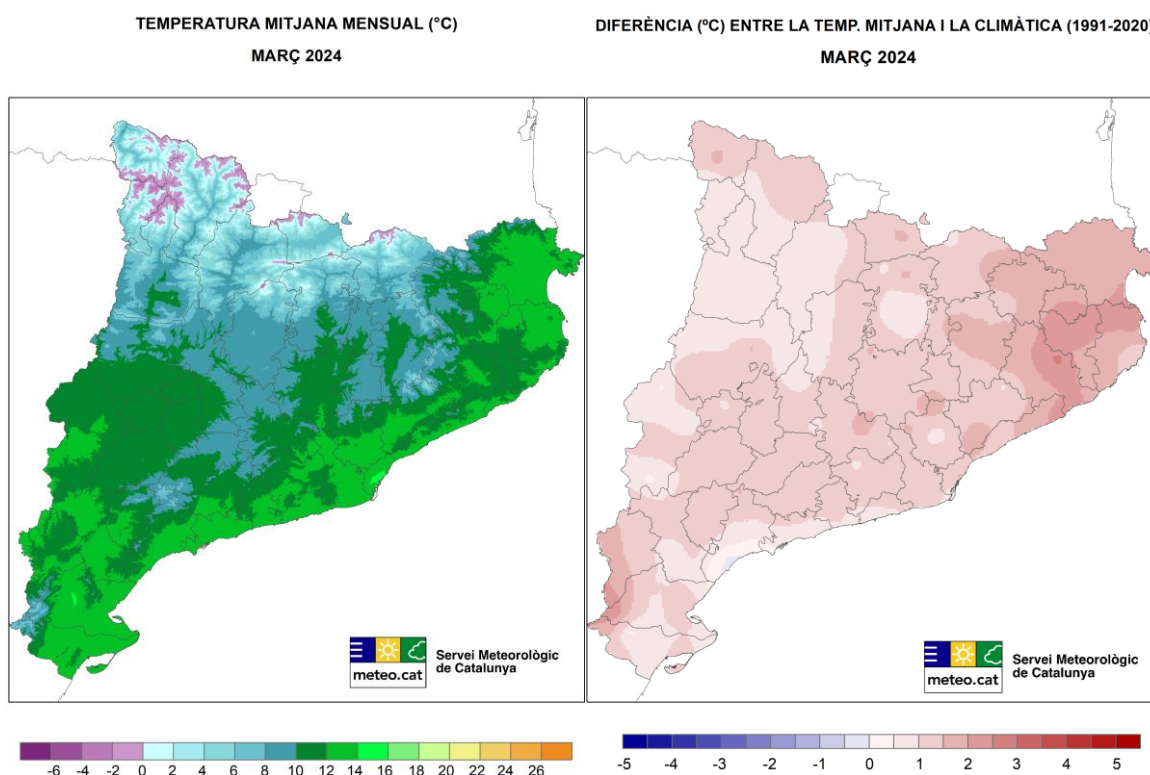 TEMPERATURA MITJANA MENSUAL (°C)
MARÇ 2024
DIFERÈNCIA (ºC) ENTRE LA TEMP. MITJANA I LA CLIMÀTICA (1991-2020)
MARÇ 2024
meteo.cat
Servei Meteorològic
de Catalunya
meteo.cat
Servei Meteorològic
de Catalunya
-6 -4 -2 0 2 4 6 8 10 12 14 16 18 20 22 24 26
-5 -4 -3 -2 -1 0 1 2 3 4 5